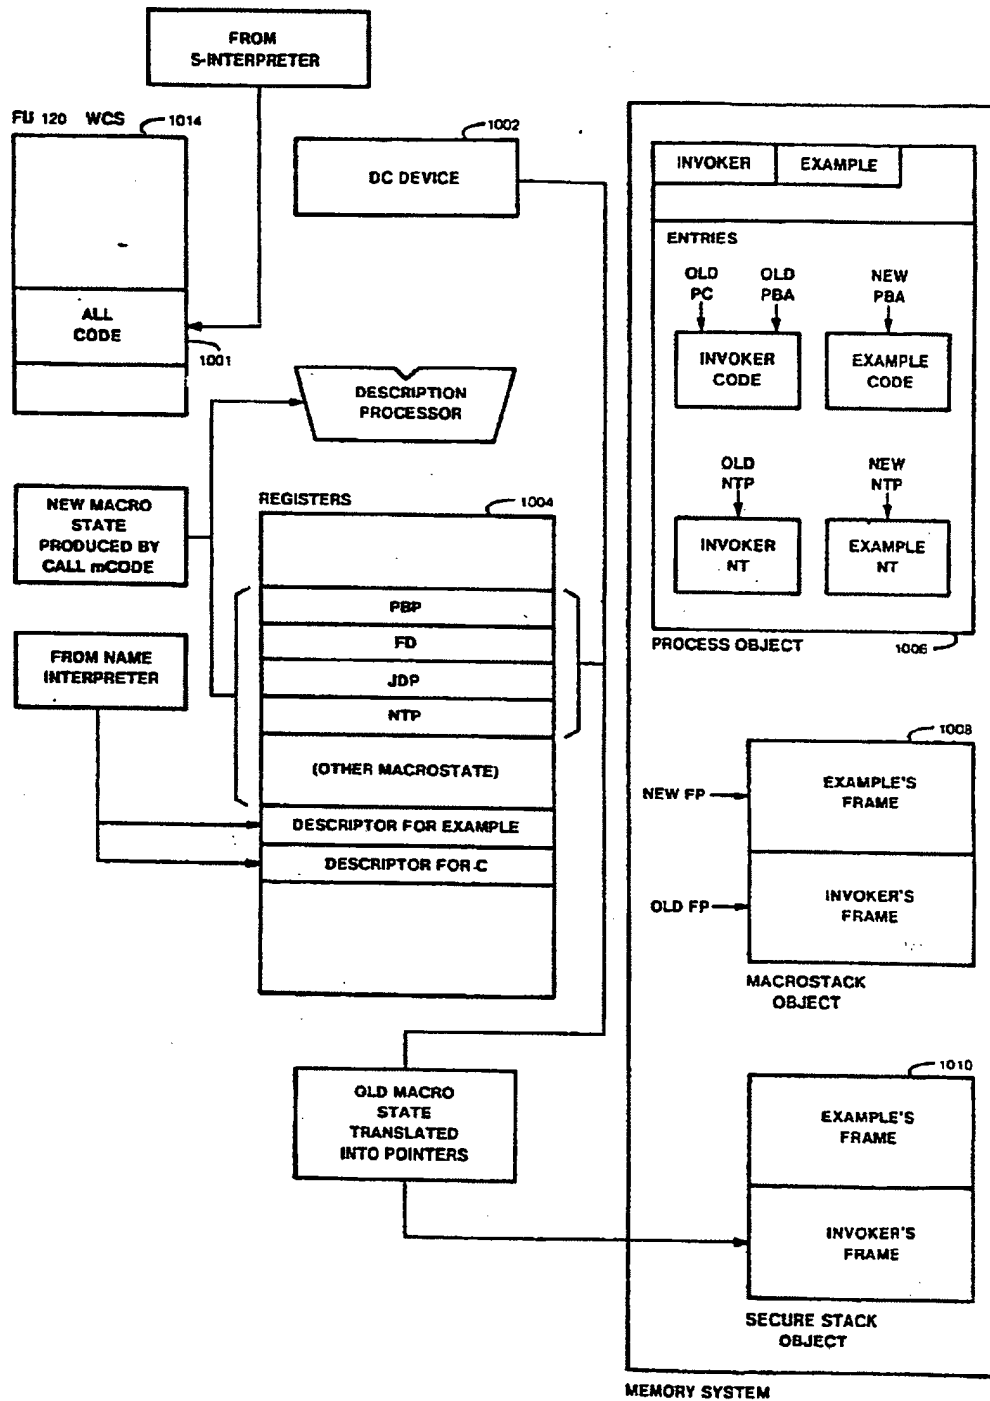 FROM
S-INTERPRETER
FU 120 WCS
1014
ALL
CODE
1001
1002
DC DEVICE
DESCRIPTION
PROCESSOR
NEW MACRO
STATE
PRODUCED BY
CALL mCODE
FROM NAME
INTERPRETER
REGISTERS
1004
PBP
FD
JDP
NTP
(OTHER MACROSTATE)
DESCRIPTOR FOR EXAMPLE
DESCRIPTOR FOR C
OLD MACRO
STATE
TRANSLATED
INTO POINTERS
INVOKER
EXAMPLE
ENTRIES
OLD
PC
OLD
PBA
NEW
PBA
INVOKER
CODE
EXAMPLE
CODE
OLD
NTP
NEW
NTP
INVOKER
NT
EXAMPLE
NT
PROCESS OBJECT
1006
1008
NEW FP
EXAMPLE'S
FRAME
OLD FP
INVOKER'S
FRAME
MACROSTACK
OBJECT
1010
EXAMPLE'S
FRAME
INVOKER'S
FRAME
SECURE STACK
OBJECT
MEMORY SYSTEM